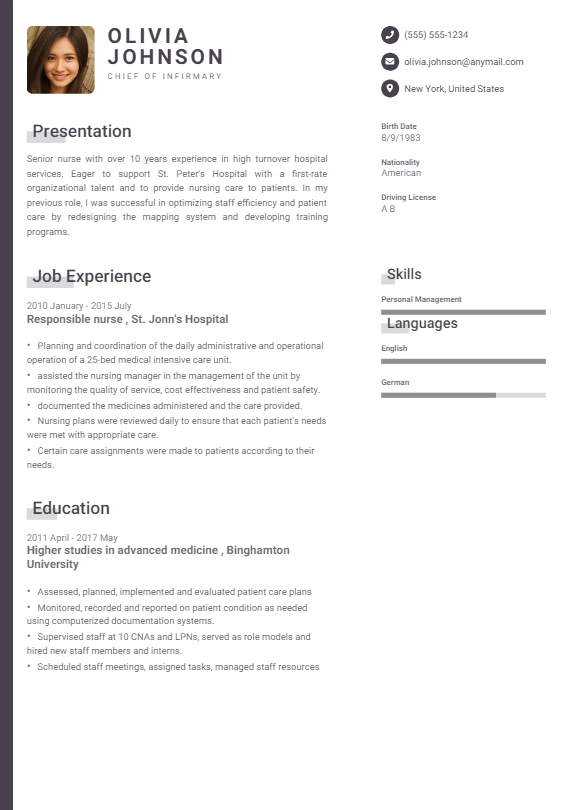 OLIVIA
JOHNSON
CHIEF OF INFIRMARY
(555) 555-1234
olivia.johnson@anymail.com
New York, United States
Presentation
Senior nurse with over 10 years experience in high turnover hospital
services. Eager to support St. Peter's Hospital with a first-rate
organizational talent and to provide nursing care to patients. In my
previous role, I was successful in optimizing staff efficiency and patient
care by redesigning the mapping system and developing training
programs.
Birth Date
8/9/1983
Nationality
American
Driving License
A B
Job Experience
2010 January - 2015 July
Responsible nurse , St. Jonn's Hospital
• Planning and coordination of the daily administrative and operational
operation of a 25-bed medical intensive care unit.
• assisted the nursing manager in the management of the unit by
monitoring the quality of service, cost effectiveness and patient safety.
• documented the medicines administered and the care provided.
• Nursing plans were reviewed daily to ensure that each patient's needs
were met with appropriate care.
• Certain care assignments were made to patients according to their
needs.
Skills
Personal Management
Languages
English
German
Education
2011 April - 2017 May
Higher studies in advanced medicine , Binghamton
University
• Assessed, planned, implemented and evaluated patient care plans
• Monitored, recorded and reported on patient condition as needed
using computerized documentation systems.
• Supervised staff at 10 CNAs and LPNs, served as role models and
hired new staff members and interns.
• Scheduled staff meetings, assigned tasks, managed staff resources